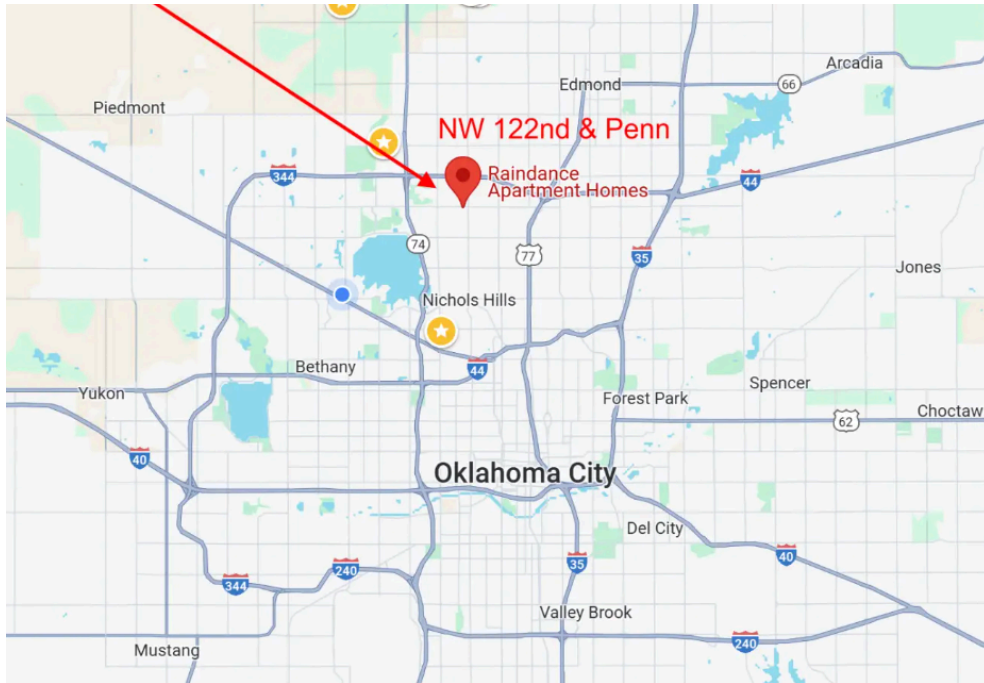 Arcadia
Edmond
66
Piedmont
NW 122nd & Penn
Raindance
Apartment Homes
344
44
74
77
35
Jones
Nichols Hills
Bethany
44
Spencer
Yukon
Forest Park
Choctaw
62
40
Oklahoma City
Del City
40
35
240
344
Valley Brook
240
Mustang